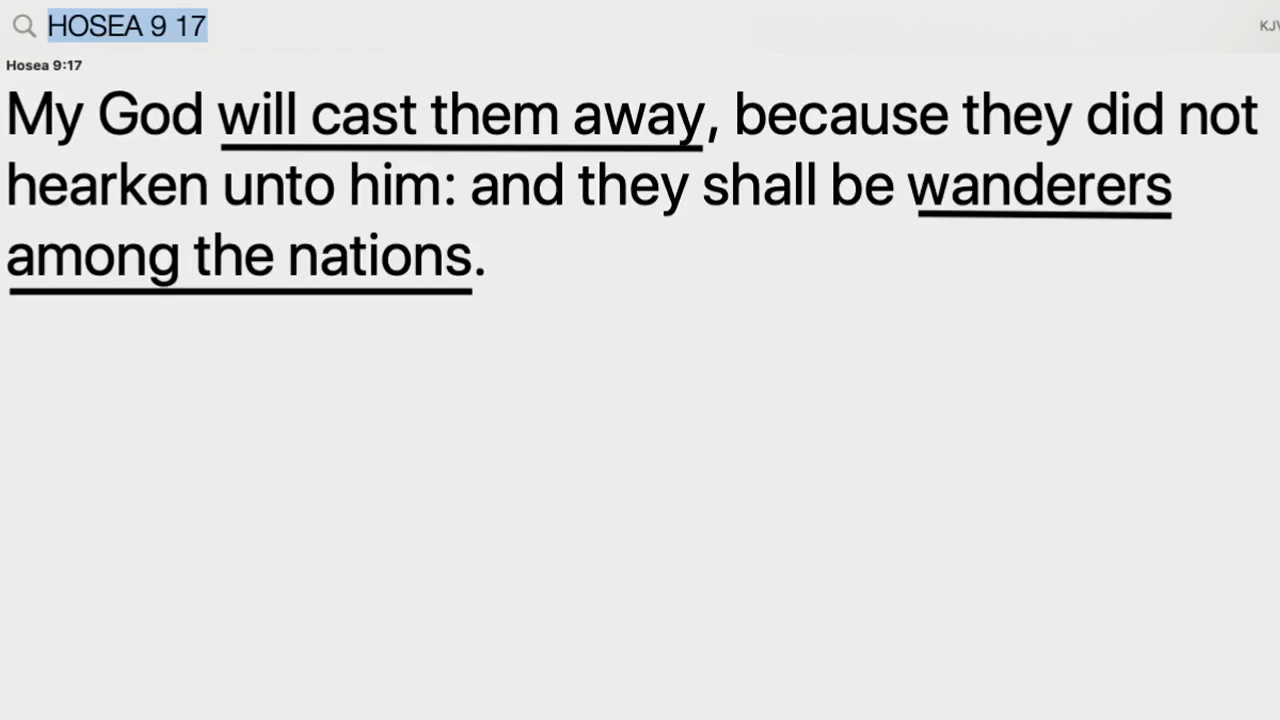 HOSEA 9 17
Hosea 9:17
My God will cast them away, because they did not
hearken unto him: and they shall be wanderers
among the nations.